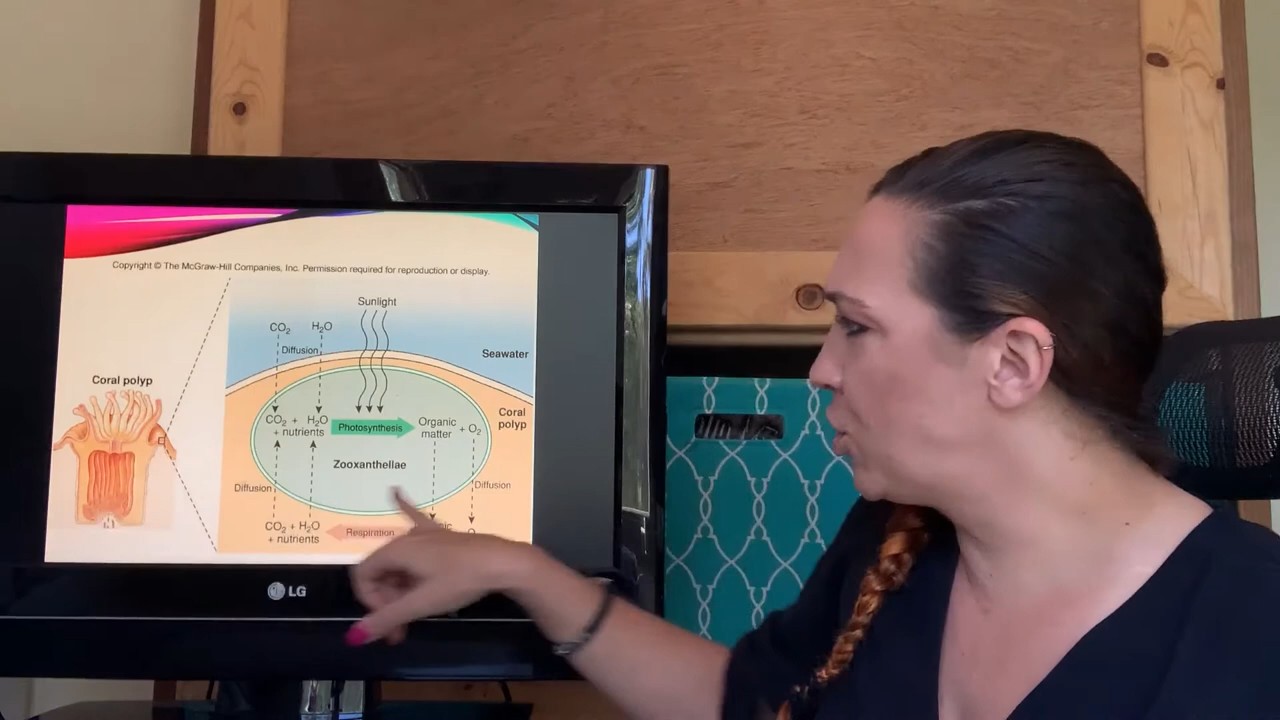 Copyright © The McGraw-Hill Companies, Inc. Permission required for reproduction or display.
Sunlight
CO₂ H₂O
Diffusion
Seawater
Coral polyp
Coral
polyp
CO₂ + H₂O
+ nutrients
Photosynthesis
Organic
matter
+ O₂
Zooxanthellae
Diffusion
Diffusion
CO₂ + H₂O
+ nutrients
Respiration
LG